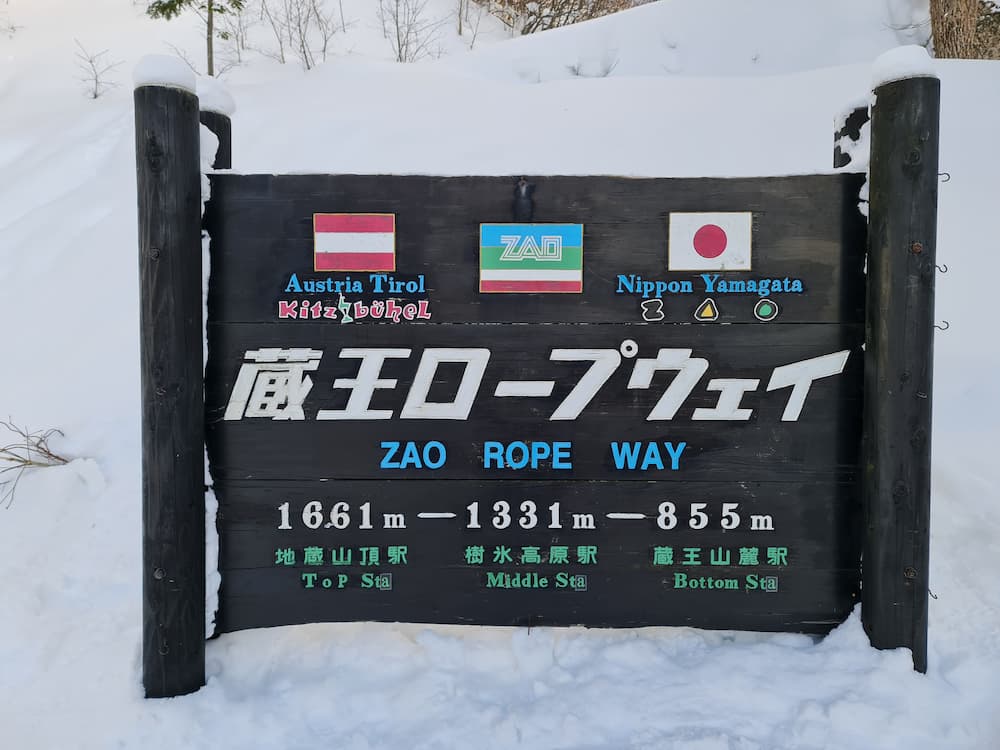 ZAO
Austria Tirol
Nippon Yamagata
Kitzbühel
ZAO
蔵王ロープウェイ
ZAO ROPE WAY
1661m — 1331m — 855m
地蔵山頂駅 樹氷高原駅 蔵王山麓駅
ToP Sta Middle Sta Bottom Sta